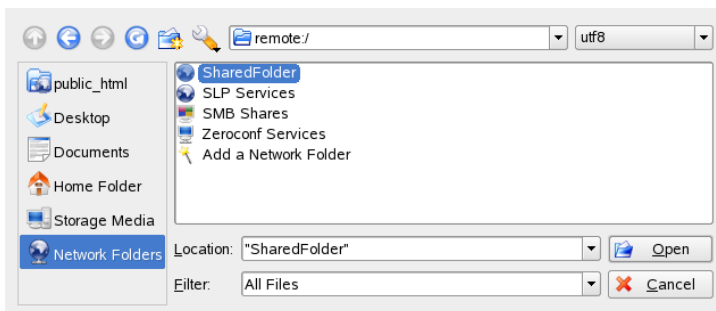 remote:/
utf8
public_html
Desktop
Documents
Home Folder
Storage Media
Network Folders
SharedFolder
SLP Services
SMB Shares
Zeroconf Services
Add a Network Folder
Location: "SharedFolder"
Open
Filter: All Files
Cancel